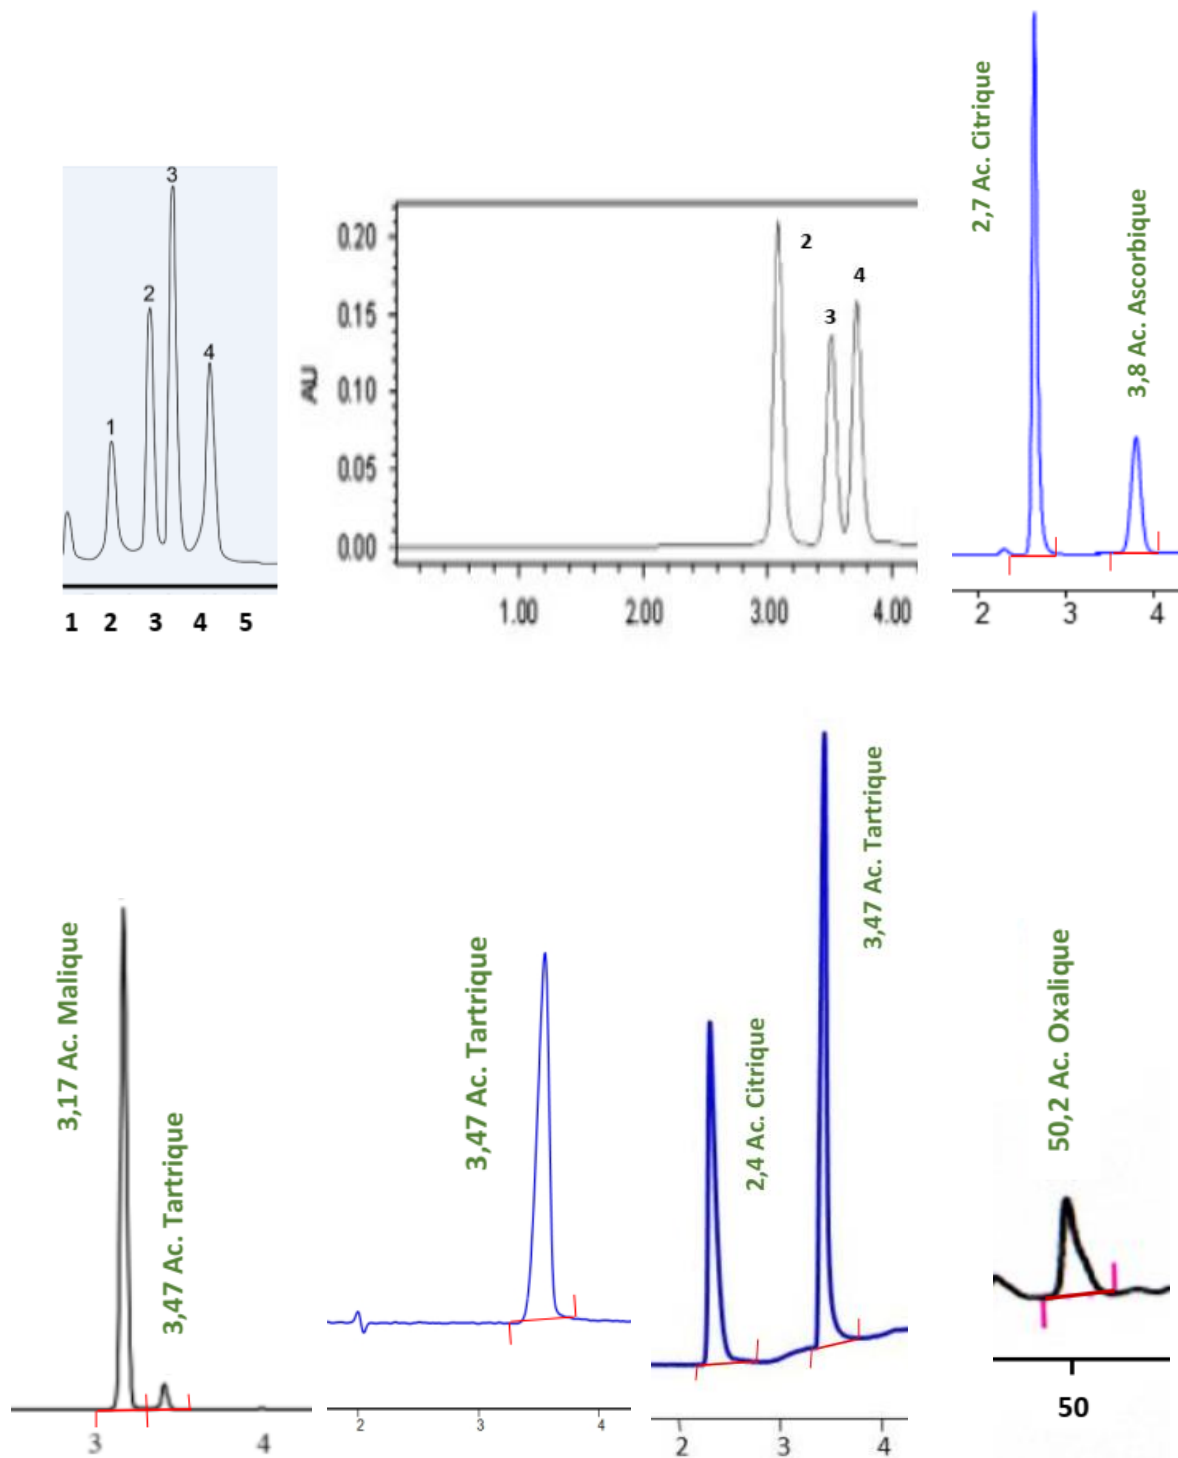 3
2
4
1
1 2 3 4 5
0.20
0.15
0.10
0.05
0.00
AU
2
3
4
1.00 2.00 3.00 4.00
2,7 Ac. Citrique
3,8 Ac. Ascorbique
2 3 4
3,17 Ac. Malique
3,47 Ac. Tartrique
3 4
3,47 Ac. Tartrique
2 3 4
2,4 Ac. Citrique
3,47 Ac. Tartrique
2 3 4
50,2 Ac. Oxalique
50